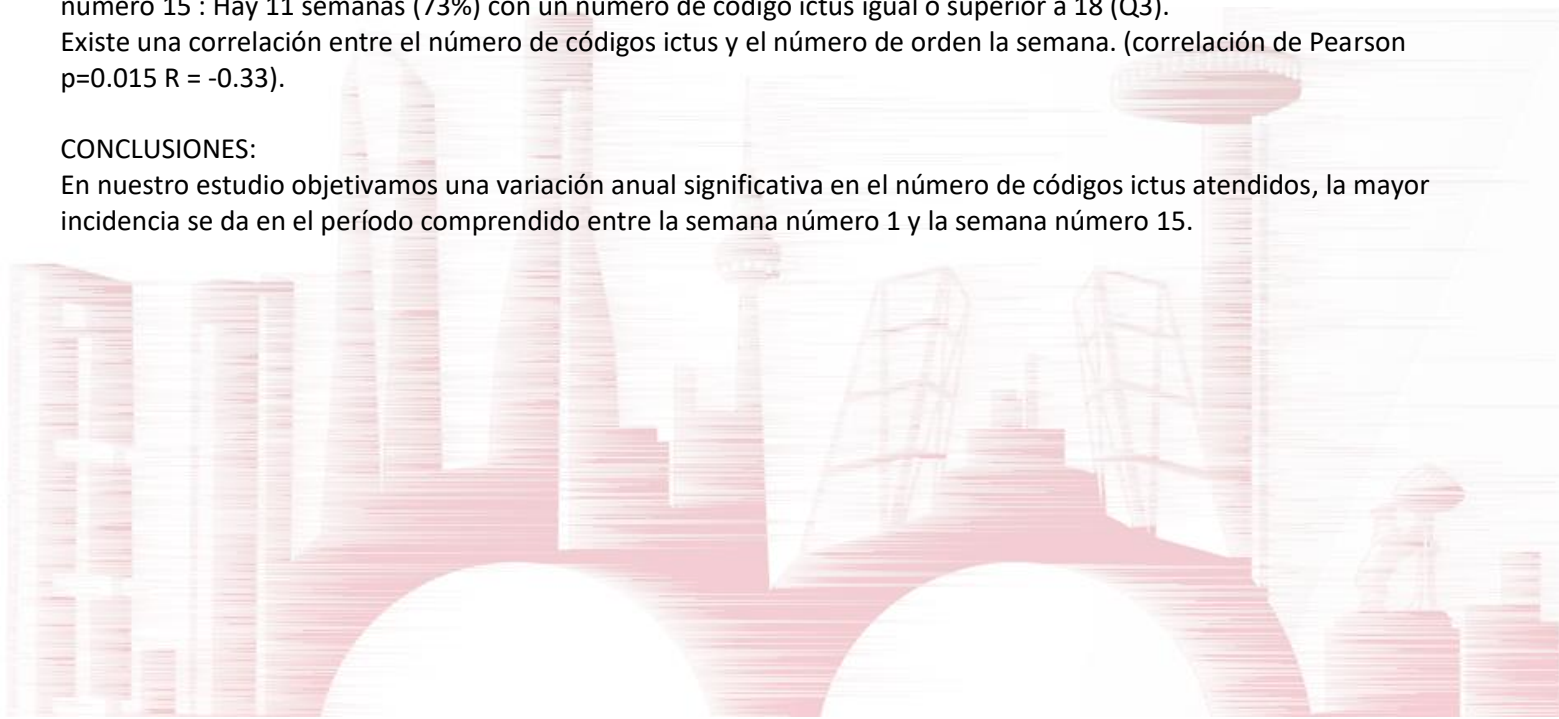 número 15 : Hay 11 semanas (73%) con un número de código ictus igual o superior a 18 (Q3).
Existe una correlación entre el número de códigos ictus y el número de orden la semana. (correlación de Pearson
p=0.015 R = -0.33).
CONCLUSIONES:
En nuestro estudio objetivamos una variación anual significativa en el número de códigos ictus atendidos, la mayor
incidencia se da en el período comprendido entre la semana número 1 y la semana número 15.